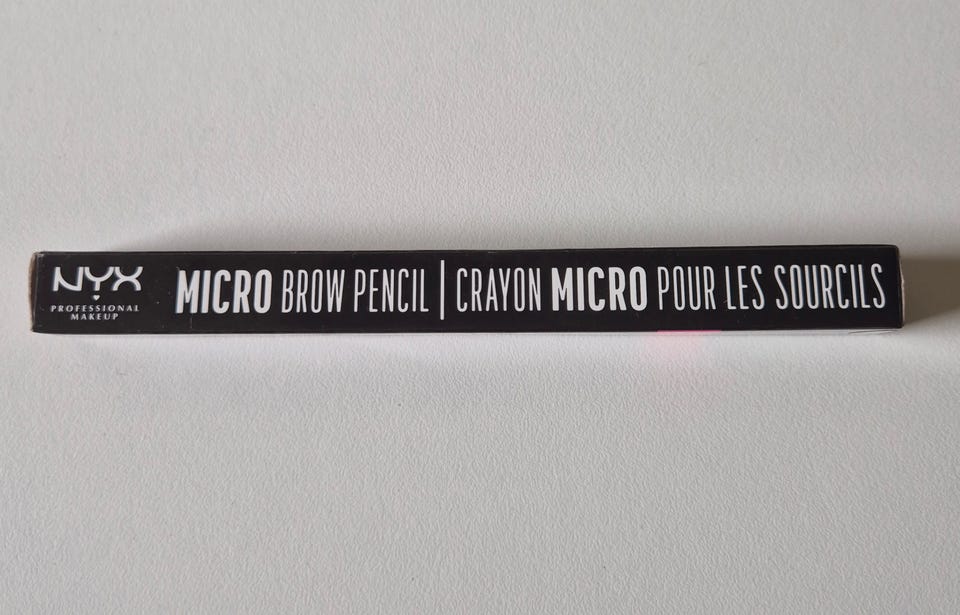 NYX
PROFESSIONAL
MAKEUP
MICRO BROW PENCIL | CRAYON MICRO POUR LES SOURCILS